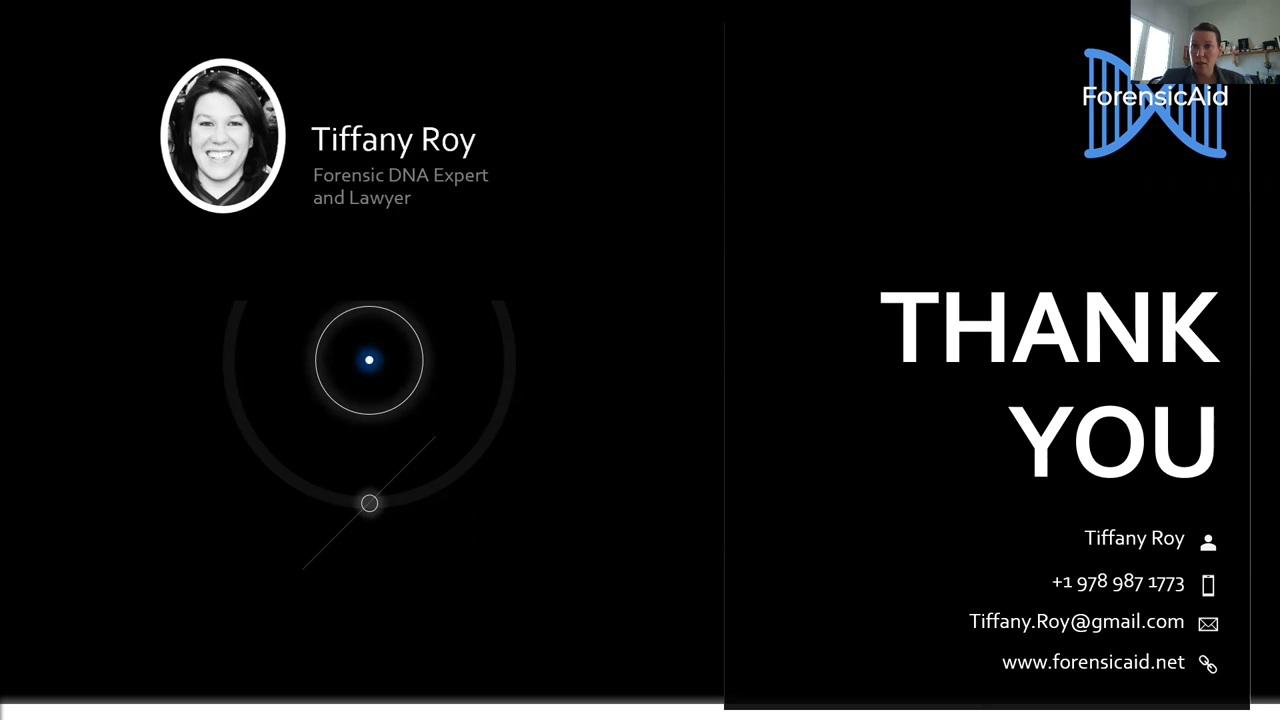 Tiffany Roy
Forensic DNA Expert
and Lawyer
ForensicAid
THANK
YOU
Tiffany Roy
+1 978 987 1773
Tiffany.Roy@gmail.com
www.forensicaid.net